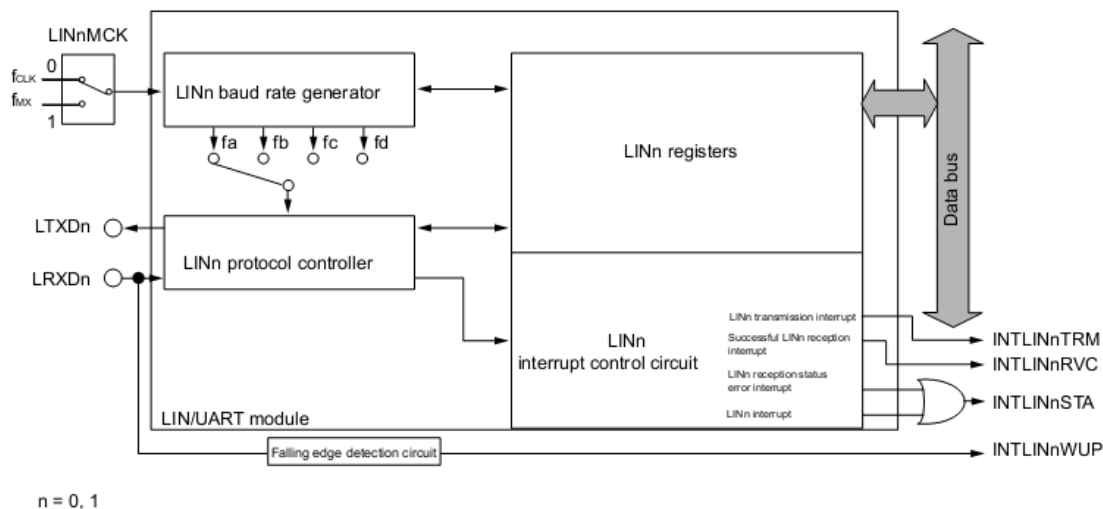 LINnMCK
0
fCLK
fMX
1
LINn baud rate generator
fa fb fc fd
LINn registers
Data bus
LTXDn
LRXDn
LINn protocol controller
LINn
interrupt control circuit
LINn transmission interrupt
Successful LINn reception
interrupt
LINn reception status
error interrupt
LINn interrupt
INTLINnTRM
INTLINnRVC
INTLINnSTA
INTLINnWUP
LIN/UART module
Falling edge detection circuit
n = 0, 1